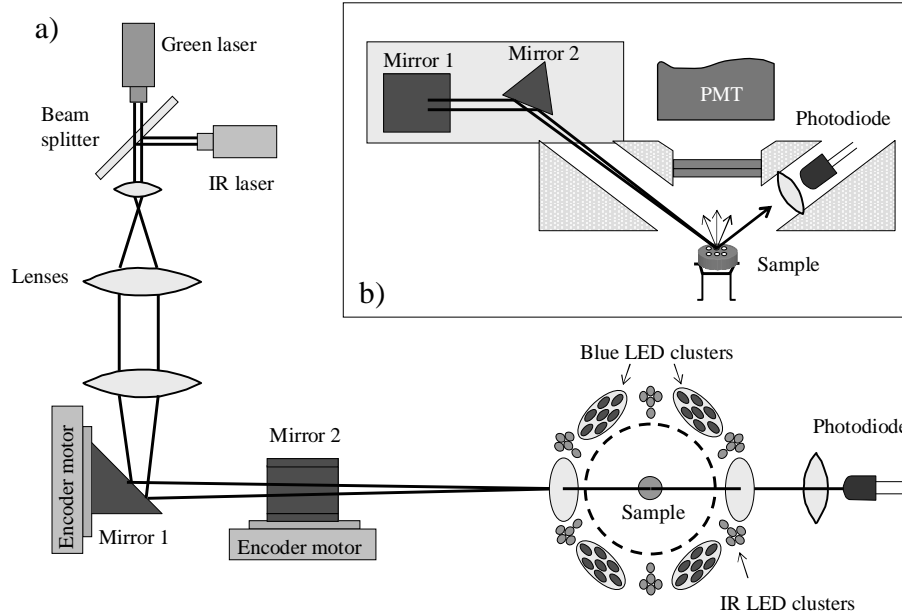 a)
Green laser
Beam
splitter
IR laser
Lenses
Encoder motor
Mirror 1
Mirror 2
Encoder motor
Mirror 1
Mirror 2
PMT
Photodiode
Sample
b)
Blue LED clusters
Photodiode
Sample
IR LED clusters